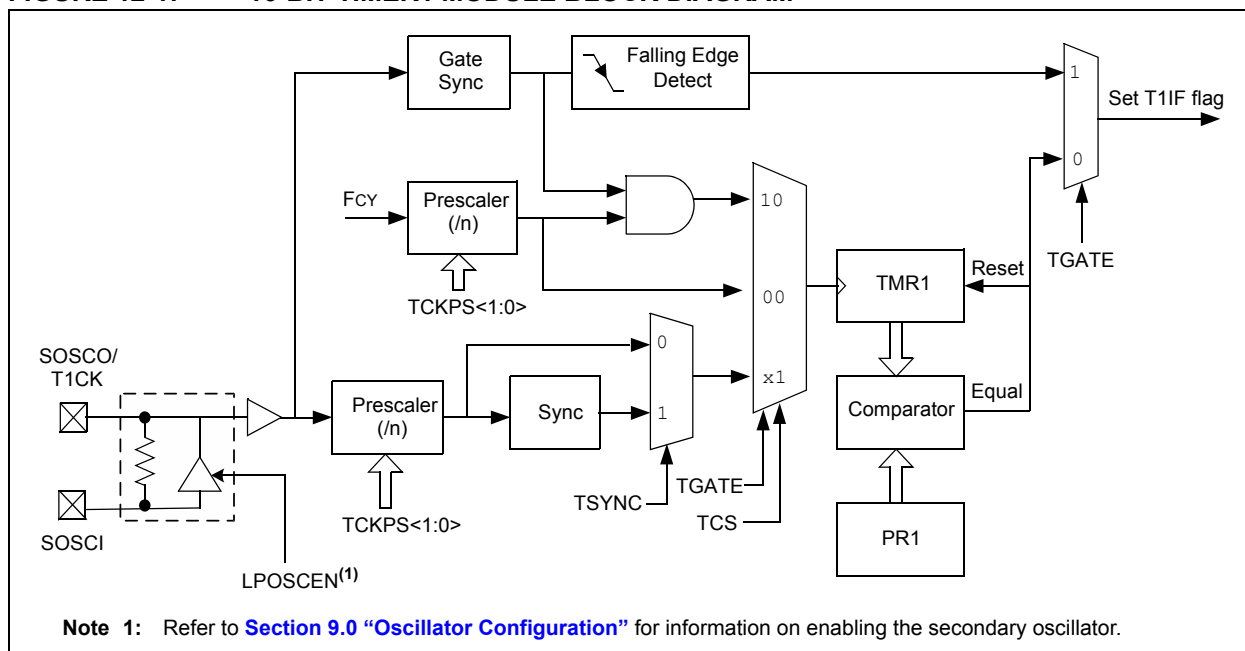 Gate
Sync
Falling Edge
Detect
1
Set T1IF flag
0
FCY
Prescaler
(/n)
10
TGATE
Reset
TMR1
TCKPS<1:0>
00
SOSCO/
T1CK
0
x1
Prescaler
(/n)
Sync
1
Comparator
Equal
TGATE
TSYNC
TCS
TCKPS<1:0>
SOSCI
PR1
LPOSCEN(1)
Note 1: Refer to Section 9.0 “Oscillator Configuration” for information on enabling the secondary oscillator.